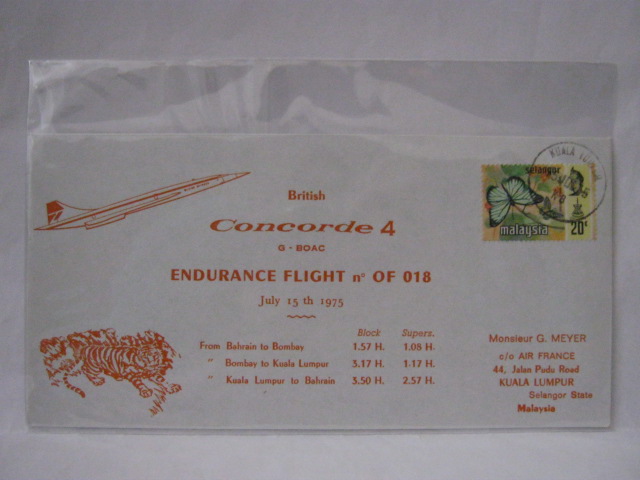 British
Concorde 4
G - BOAC
ENDURANCE FLIGHT n° OF 018
July 15 th 1975
Block Supers.
From Bahrain to Bombay 1.57 H. 1.08 H.
" Bombay to Kuala Lumpur 3.17 H. 1.17 H.
" Kuala Lumpur to Bahrain 3.50 H. 2.57 H.
KUALA
selangor
malaysia
20c
Monsieur G. MEYER
c/o AIR FRANCE
44, Jalan Pudu Road
KUALA LUMPUR
Selangor State
Malaysia